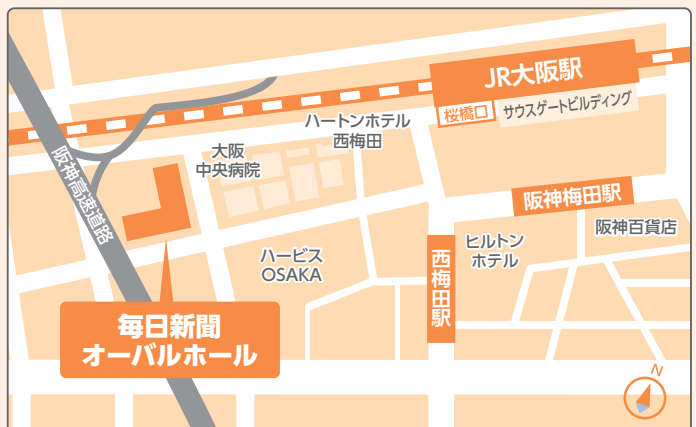 JR大阪駅
桜橋口
サウスゲートビルディング
ハートンホテル
西梅田
大阪
中央病院
阪神高速道路
阪神梅田駅
阪神百貨店
ヒルトン
ホテル
西梅田駅
ハービス
OSAKA
毎日新聞
オーバルホール
N